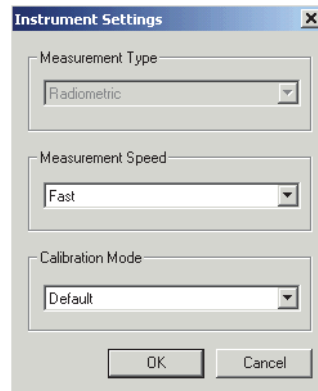 Instrument Settings
Measurement Type
Radiometric
Measurement Speed
Fast
Calibration Mode
Default
OK Cancel